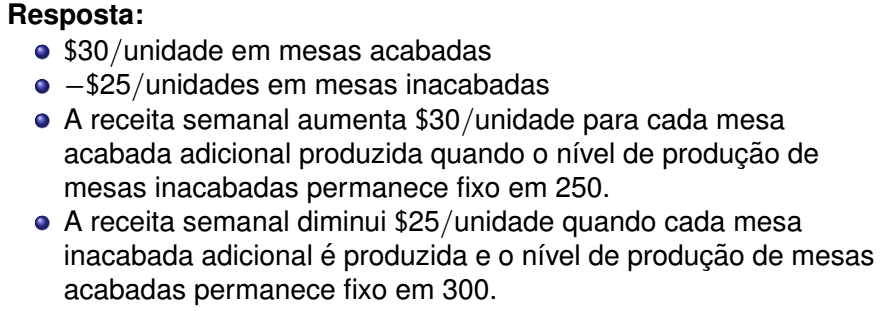 Resposta:
$30/unidade em mesas acabadas
−$25/unidades em mesas inacabadas
A receita semanal aumenta $30/unidade para cada mesa
acabada adicional produzida quando o nível de produção de
mesas inacabadas permanece fixo em 250.
A receita semanal diminui $25/unidade quando cada mesa
inacabada adicional é produzida e o nível de produção de mesas
acabadas permanece fixo em 300.